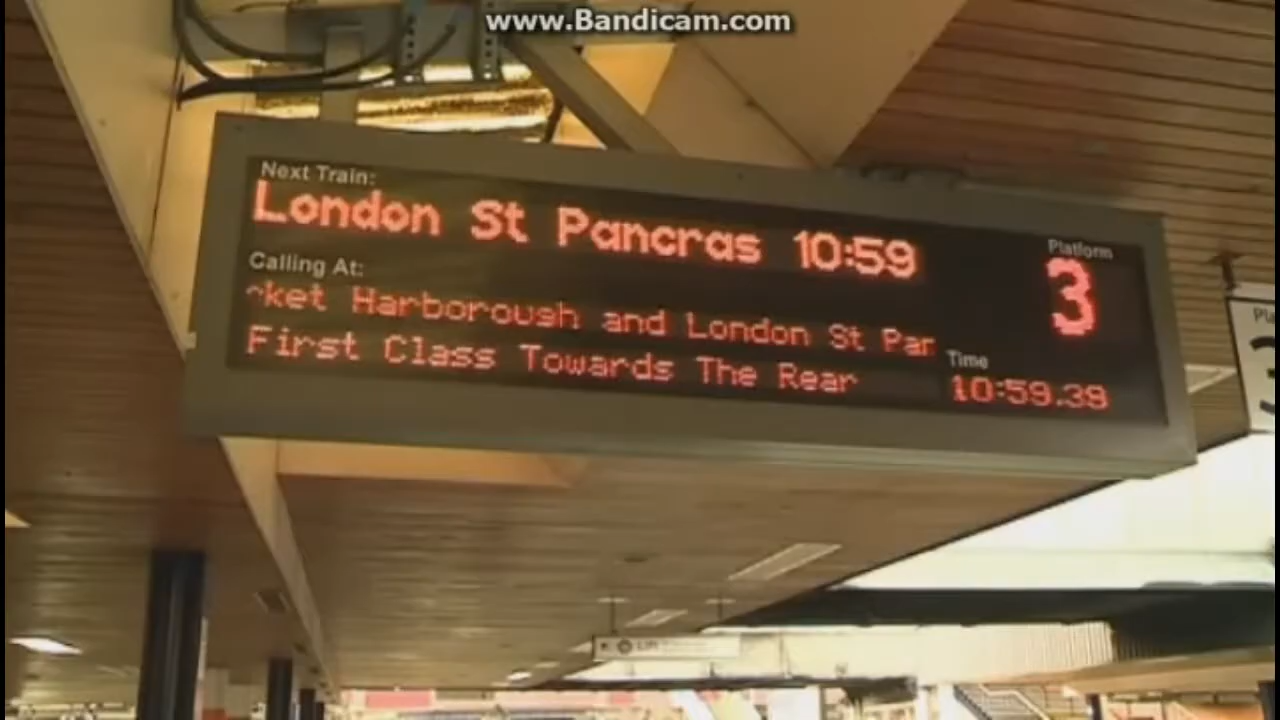 www.Bandicam.com
Next Train:
London St Pancras 10:59
Platform
3
Calling At:
ket Harborough and London St Par
First Class Towards The Rear
Time
10:59.39